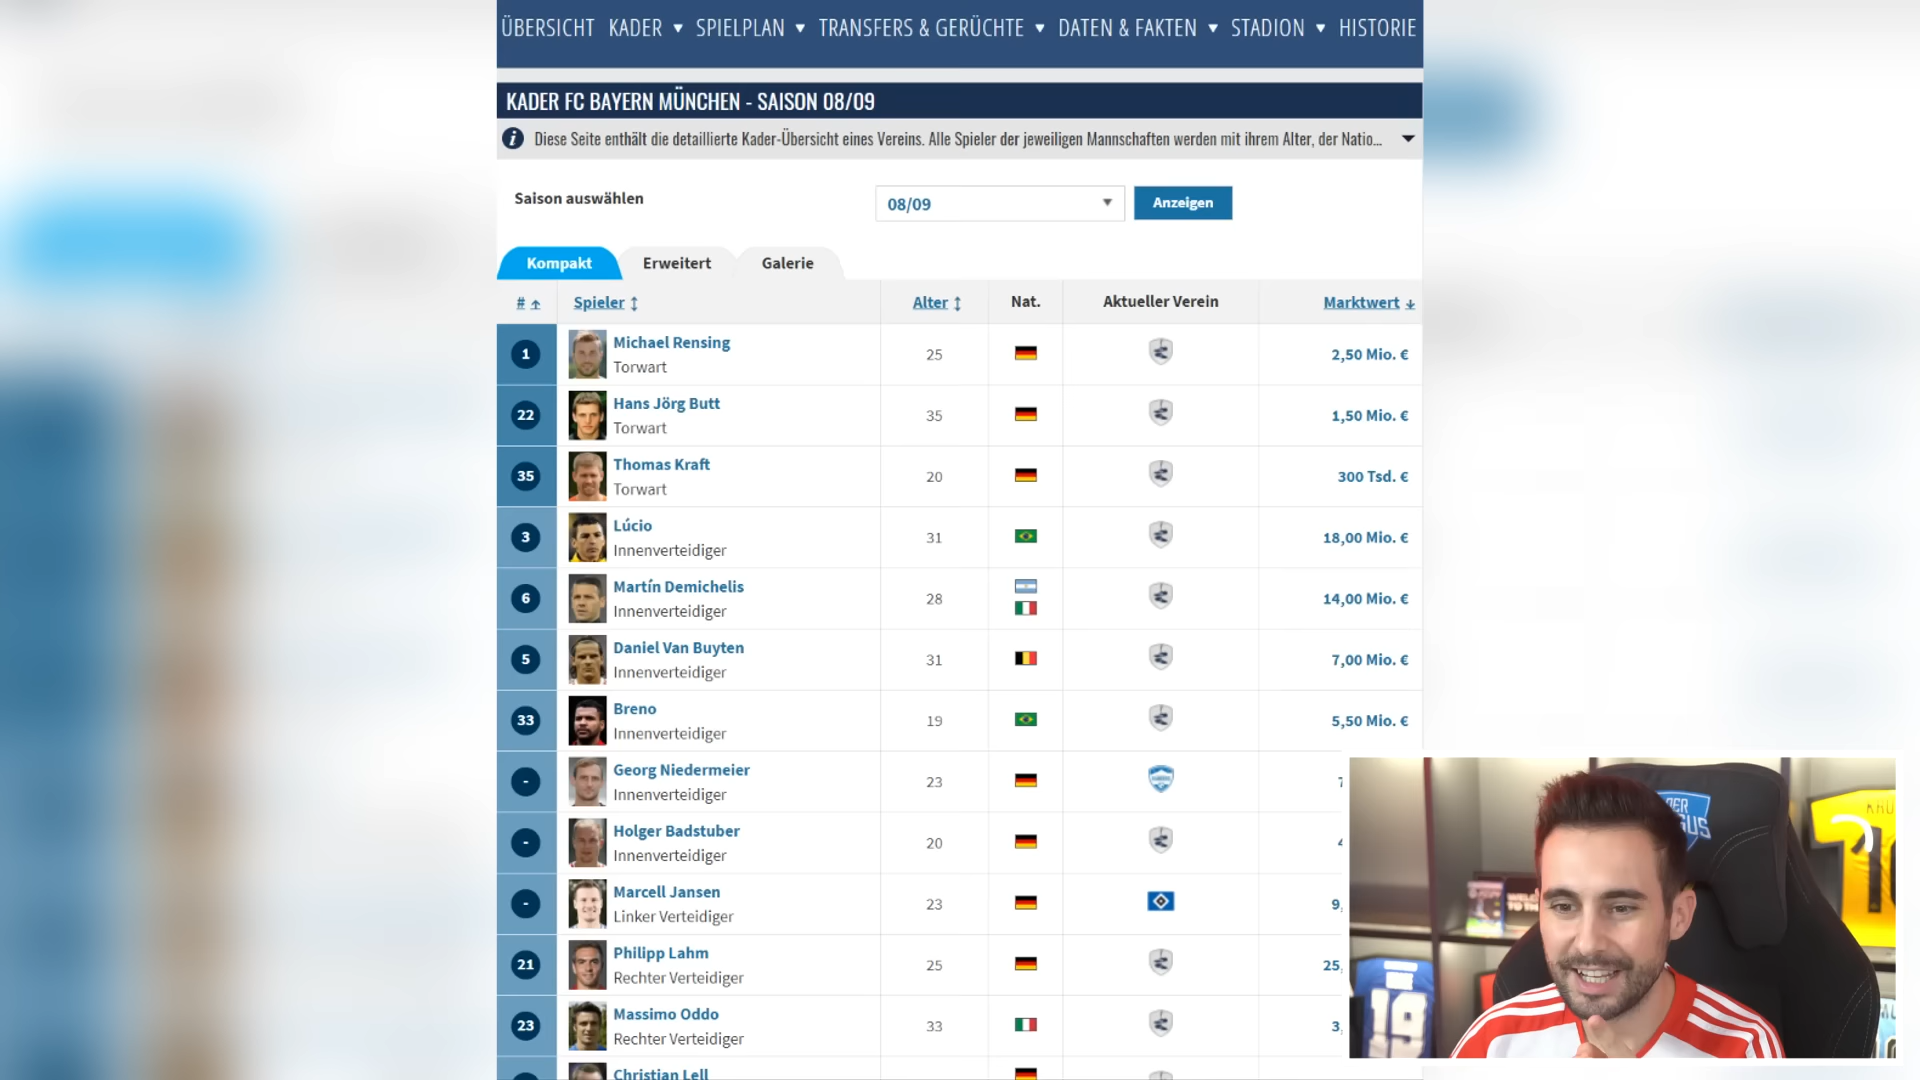 ÜBERSICHT KADER SPIELPLAN TRANSFERS & GERÜCHTE DATEN & FAKTEN STADION HISTORIE
KADER FC BAYERN MÜNCHEN - SAISON 08/09
Diese Seite enthält die detaillierte Kader-Übersicht eines Vereins. Alle Spieler der jeweiligen Mannschaften werden mit ihrem Alter, der Natio...
Saison auswählen 08/09 Anzeigen
Kompakt Erweitert Galerie
# Spieler Alter Nat. Aktueller Verein Marktwert
1 Michael Rensing 25 2,50 Mio. €
Torwart
22 Hans Jörg Butt 35 1,50 Mio. €
Torwart
35 Thomas Kraft 20 300 Tsd. €
Torwart
3 Lúcio 31 18,00 Mio. €
Innenverteidiger
6 Martín Demichelis 28 14,00 Mio. €
Innenverteidiger
5 Daniel Van Buyten 31 7,00 Mio. €
Innenverteidiger
33 Breno 19 5,50 Mio. €
Innenverteidiger
- Georg Niedermeier 23
Innenverteidiger
- Holger Badstuber 20
Innenverteidiger
- Marcell Jansen 23 9,
Linker Verteidiger
21 Philipp Lahm 25 25,
Rechter Verteidiger
23 Massimo Oddo 33 3,
Rechter Verteidiger
Christian Lell
19